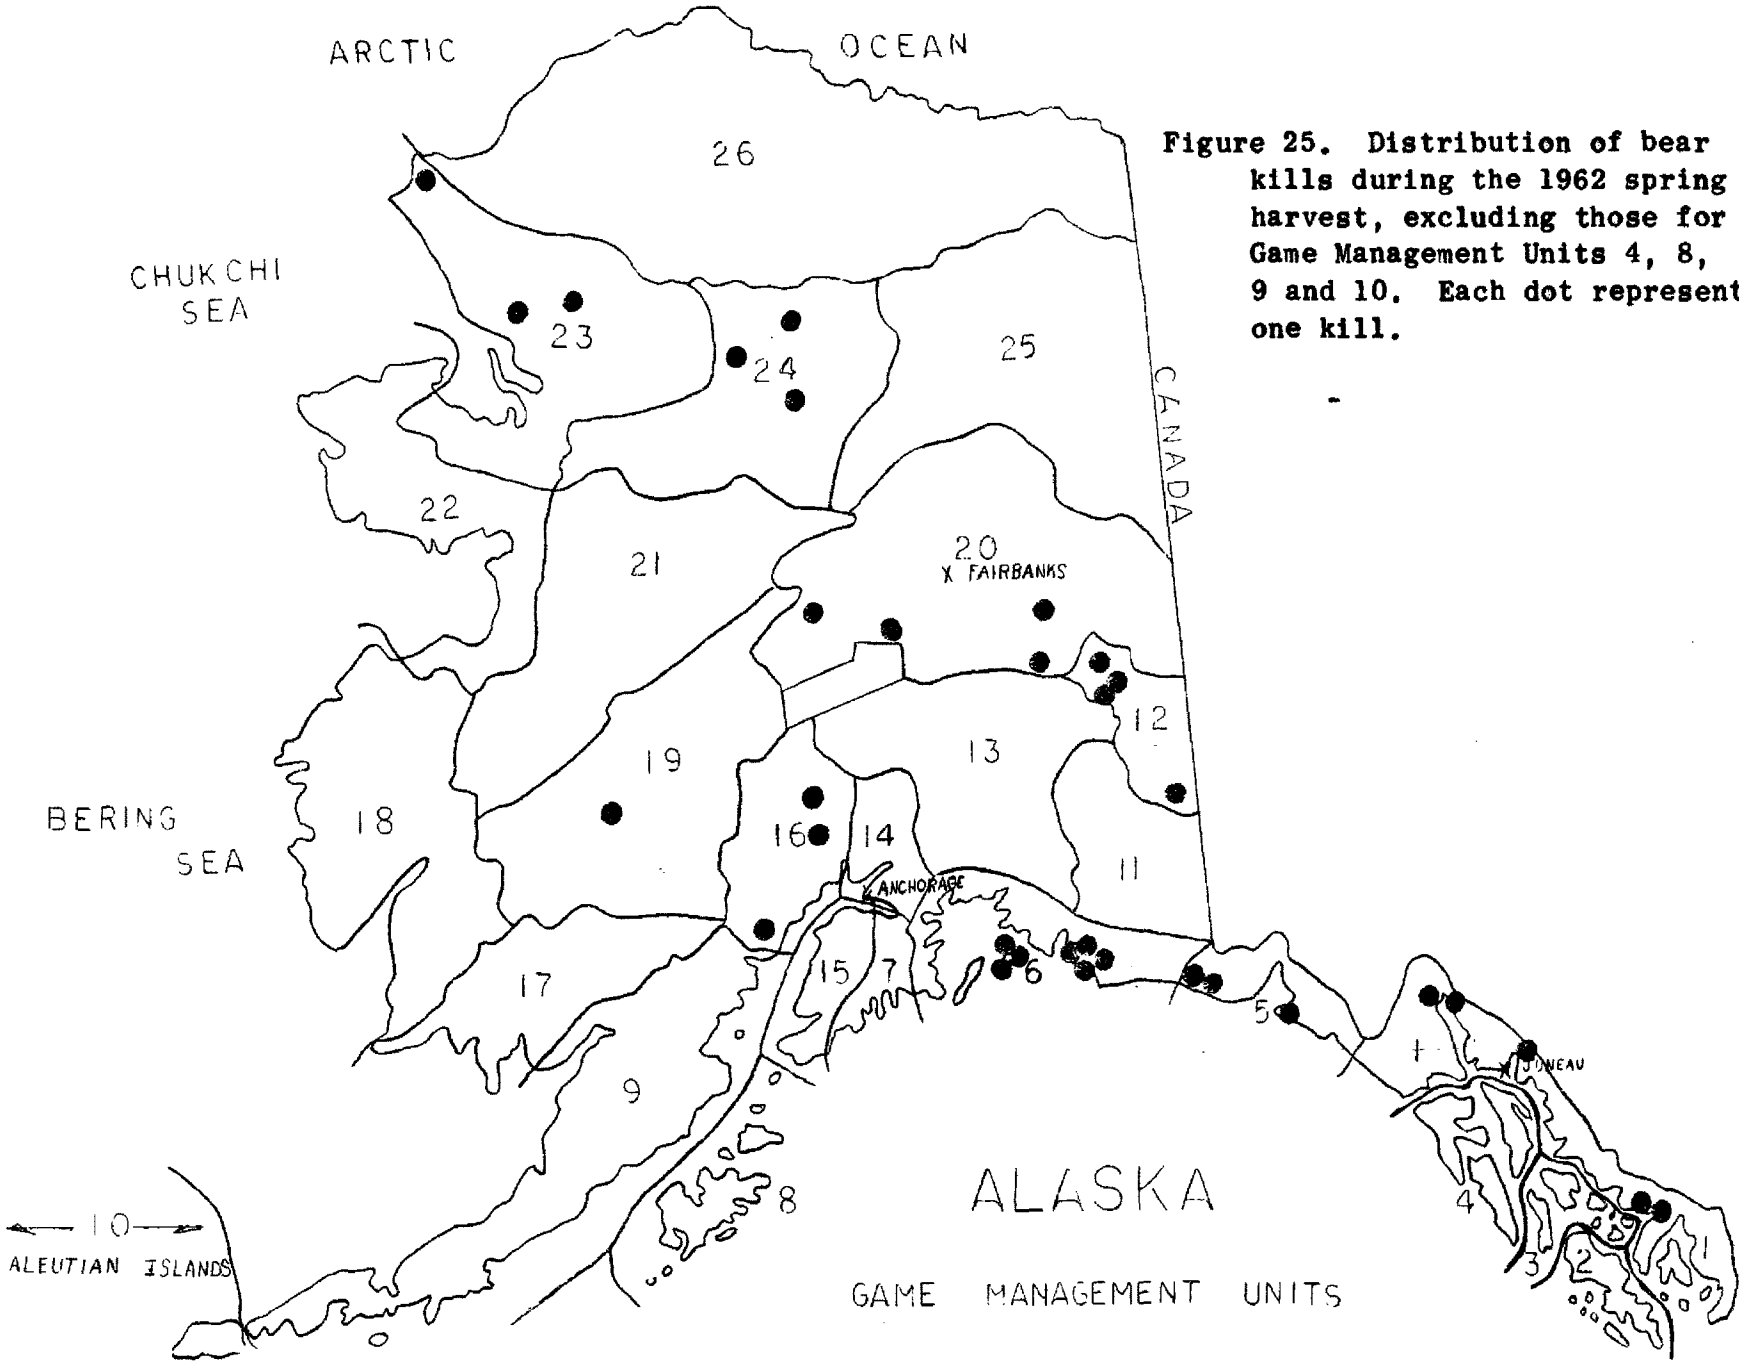 ARCTIC
OCEAN
26
Figure 25. Distribution of bear
kills during the 1962 spring
harvest, excluding those for
Game Management Units 4, 8,
9 and 10. Each dot represent
one kill.
CHUKCHI
SEA
23
24
25
CANADA
22
21
20
X FAIRBANKS
12
13
19
BERING
SEA
18
16
14
11
X ANCHORAGE
17
15
7
6
5
1
X JUNEAU
9
8
ALASKA
4
10
ALEUTIAN ISLANDS
3
2
1
GAME MANAGEMENT UNITS